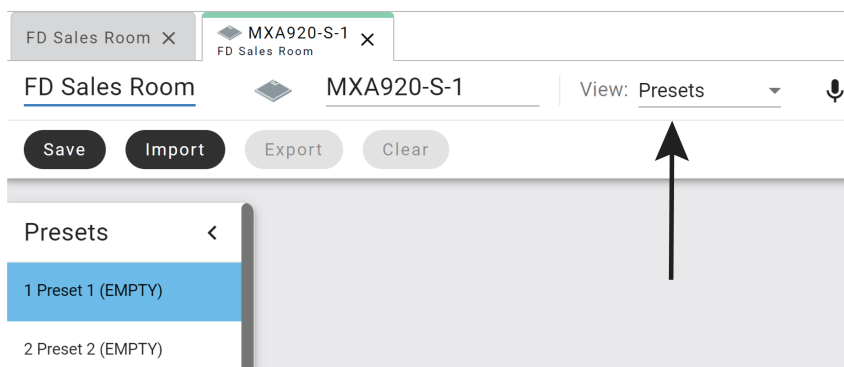 FD Sales Room
MXA920-S-1
FD Sales Room
FD Sales Room
MXA920-S-1
View: Presets
Save
Import
Export
Clear
Presets
1 Preset 1 (EMPTY)
2 Preset 2 (EMPTY)